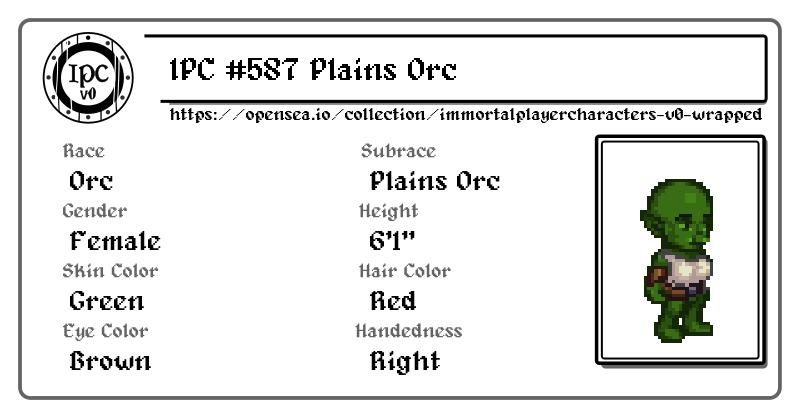 IPC
v0
IPC #587 Plains Orc
https://opensea.io/collection/immortalplayercharacters-v0-wrapped
Race
Subrace
Orc
Plains Orc
Gender
Height
Female
6'1"
Skin Color
Hair Color
Green
Red
Eye Color
Handedness
Brown
Right